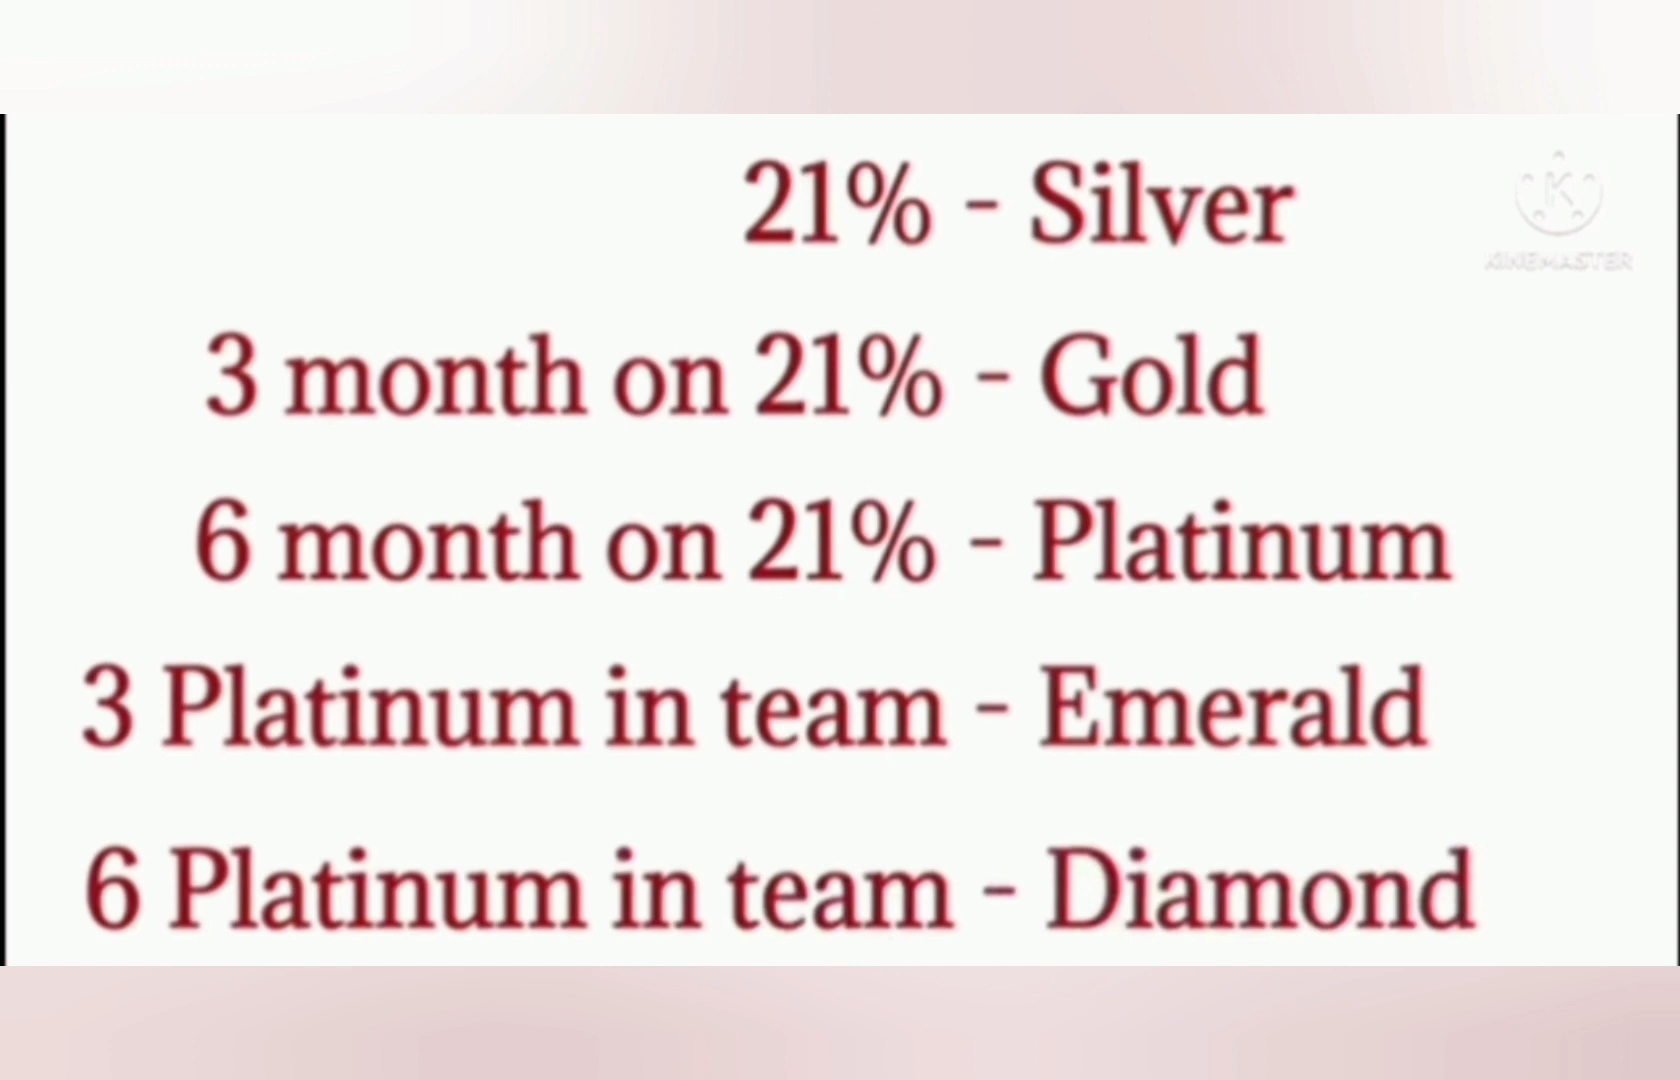 21% - Silver
KINEMASTER
3 month on 21% - Gold
6 month on 21% - Platinum
3 Platinum in team - Emerald
6 Platinum in team - Diamond